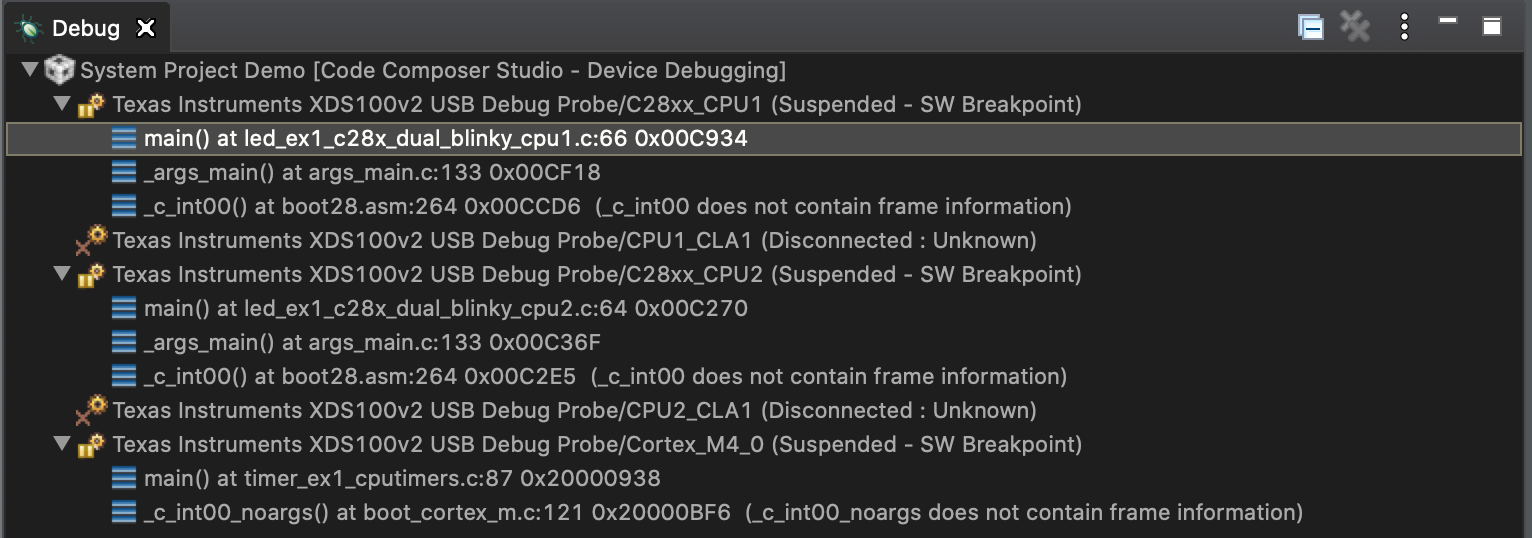 Debug
System Project Demo [Code Composer Studio - Device Debugging]
Texas Instruments XDS100v2 USB Debug Probe/C28xx_CPU1 (Suspended - SW Breakpoint)
main() at led_ex1_c28x_dual_blinky_cpu1.c:66 0x00C934
_args_main() at args_main.c:133 0x00CF18
_c_int00() at boot28.asm:264 0x00CCD6  (_c_int00 does not contain frame information)
Texas Instruments XDS100v2 USB Debug Probe/CPU1_CLA1 (Disconnected : Unknown)
Texas Instruments XDS100v2 USB Debug Probe/C28xx_CPU2 (Suspended - SW Breakpoint)
main() at led_ex1_c28x_dual_blinky_cpu2.c:64 0x00C270
_args_main() at args_main.c:133 0x00C36F
_c_int00() at boot28.asm:264 0x00C2E5  (_c_int00 does not contain frame information)
Texas Instruments XDS100v2 USB Debug Probe/CPU2_CLA1 (Disconnected : Unknown)
Texas Instruments XDS100v2 USB Debug Probe/Cortex_M4_0 (Suspended - SW Breakpoint)
main() at timer_ex1_cputimers.c:87 0x20000938
_c_int00_noargs() at boot_cortex_m.c:121 0x20000BF6  (_c_int00_noargs does not contain frame information)